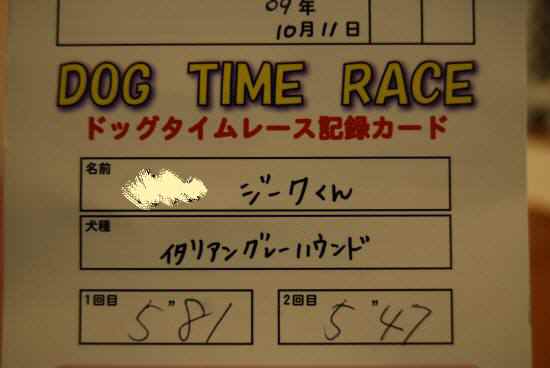 09年
10月11日
DOG TIME RACE
ドッグタイムレース記録カード
名前
ジークくん
犬種
イタリアングレーハウンド
1回目 5"81
2回目 5"47